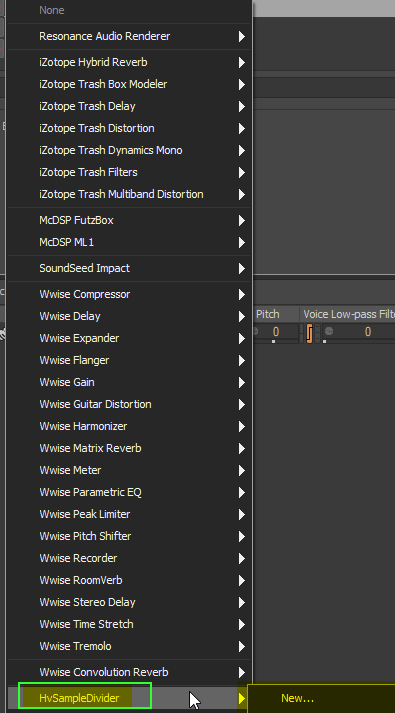 None
Resonance Audio Renderer
iZotope Hybrid Reverb
iZotope Trash Box Modeler
iZotope Trash Delay
iZotope Trash Distortion
iZotope Trash Dynamics Mono
iZotope Trash Filters
iZotope Trash Multiband Distortion
McDSP FutzBox
McDSP ML1
SoundSeed Impact
Wwise Compressor
Wwise Delay
Pitch Voice Low-pass Filt
Wwise Expander
0 0
Wwise Flanger
Wwise Gain
Wwise Guitar Distortion
Wwise Harmonizer
Wwise Matrix Reverb
Wwise Meter
Wwise Parametric EQ
Wwise Peak Limiter
Wwise Pitch Shifter
Wwise Recorder
Wwise RoomVerb
Wwise Stereo Delay
Wwise Time Stretch
Wwise Tremolo
Wwise Convolution Reverb
HvSampleDivider
New...